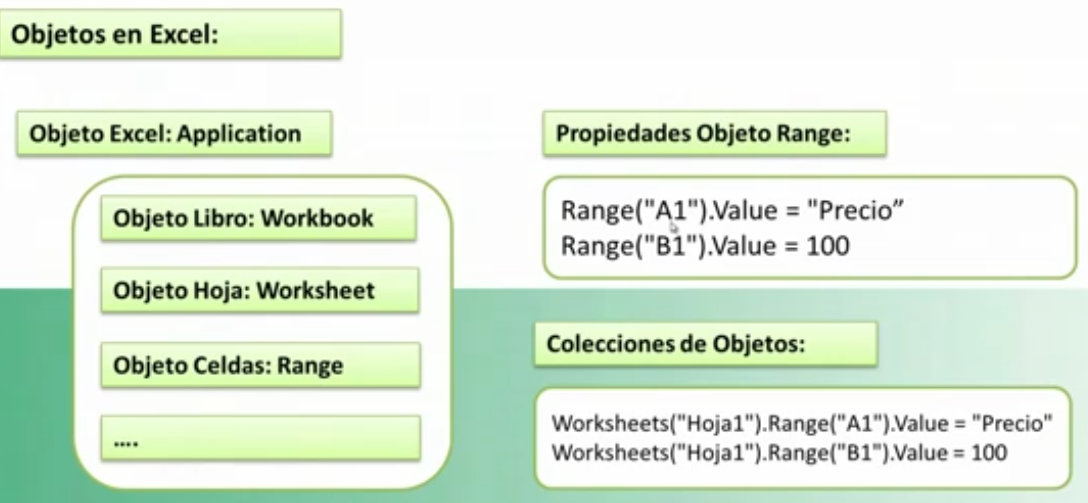 Objetos en Excel:
Objeto Excel: Application
Objeto Libro: Workbook
Objeto Hoja: Worksheet
Objeto Celdas: Range
....
Propiedades Objeto Range:
Range("A1").Value = "Precio”
Range("B1").Value = 100
Colecciones de Objetos:
Worksheets("Hoja1").Range("A1").Value = "Precio"
Worksheets("Hoja1").Range("B1").Value = 100